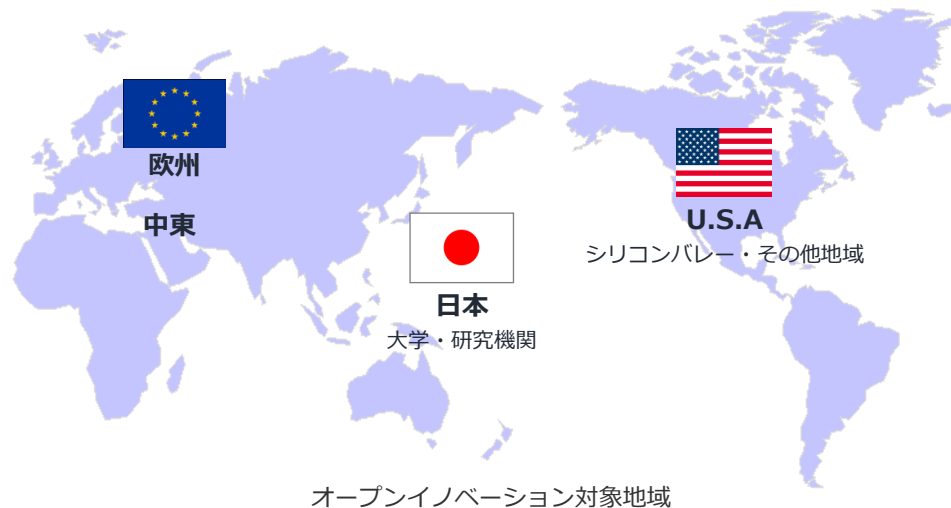 欧州
中東
日本
大学・研究機関
U.S.A
シリコンバレー・その他地域
オープンイノベーション対象地域